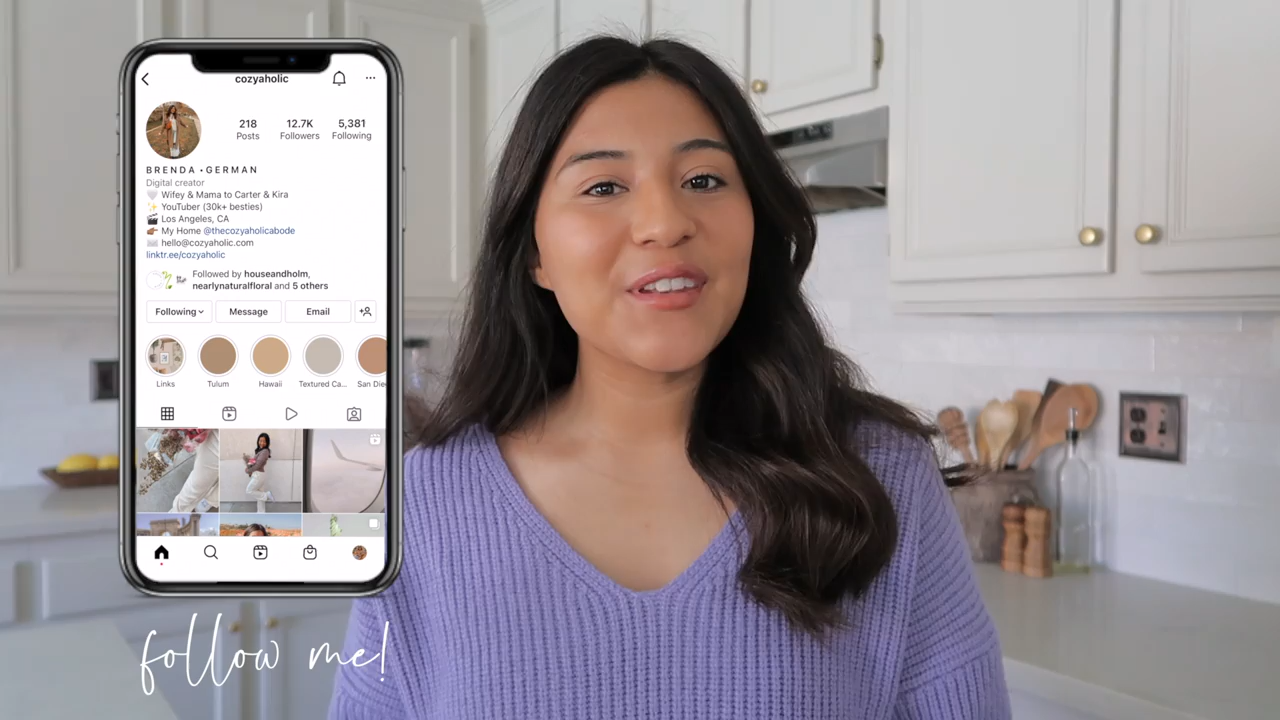 cozyaholic
218 12.7K 5,381
Posts Followers Following
BRENDA • GERMAN
Digital creator
🤍 Wifey & Mama to Carter & Kira
✨ YouTuber (30k+ besties)
🎬 Los Angeles, CA
👉🏽 My Home @thecozyaholicabode
✉️ hello@cozyaholic.com
linktr.ee/cozyaholic
Followed by houseandholm,
nearlynaturalfloral and 5 others
Following Message Email
Links Tulum Hawaii Textured Ca... San Die
follow me!